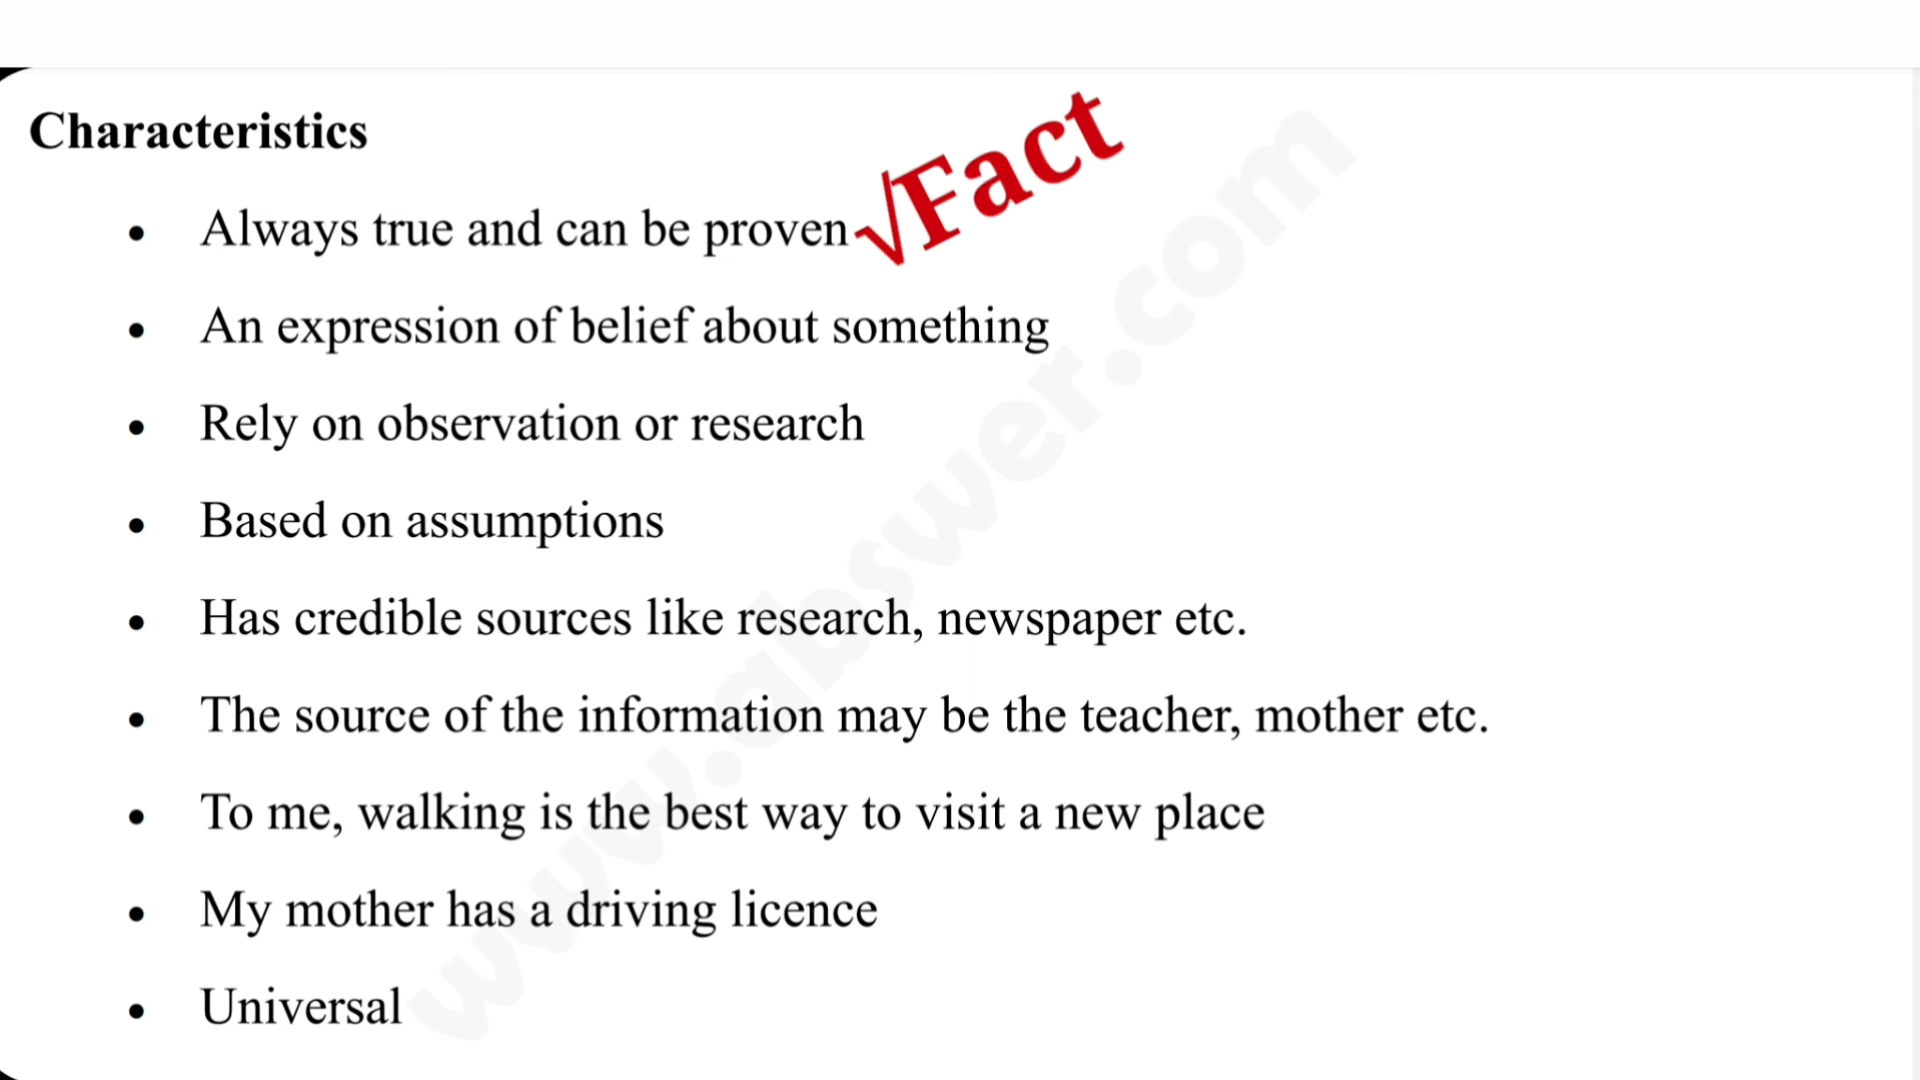 Characteristics
• Always true and can be proven √Fact
• An expression of belief about something
• Rely on observation or research
• Based on assumptions
• Has credible sources like research, newspaper etc.
• The source of the information may be the teacher, mother etc.
• To me, walking is the best way to visit a new place
• My mother has a driving licence
• Universal
www.abswer.com